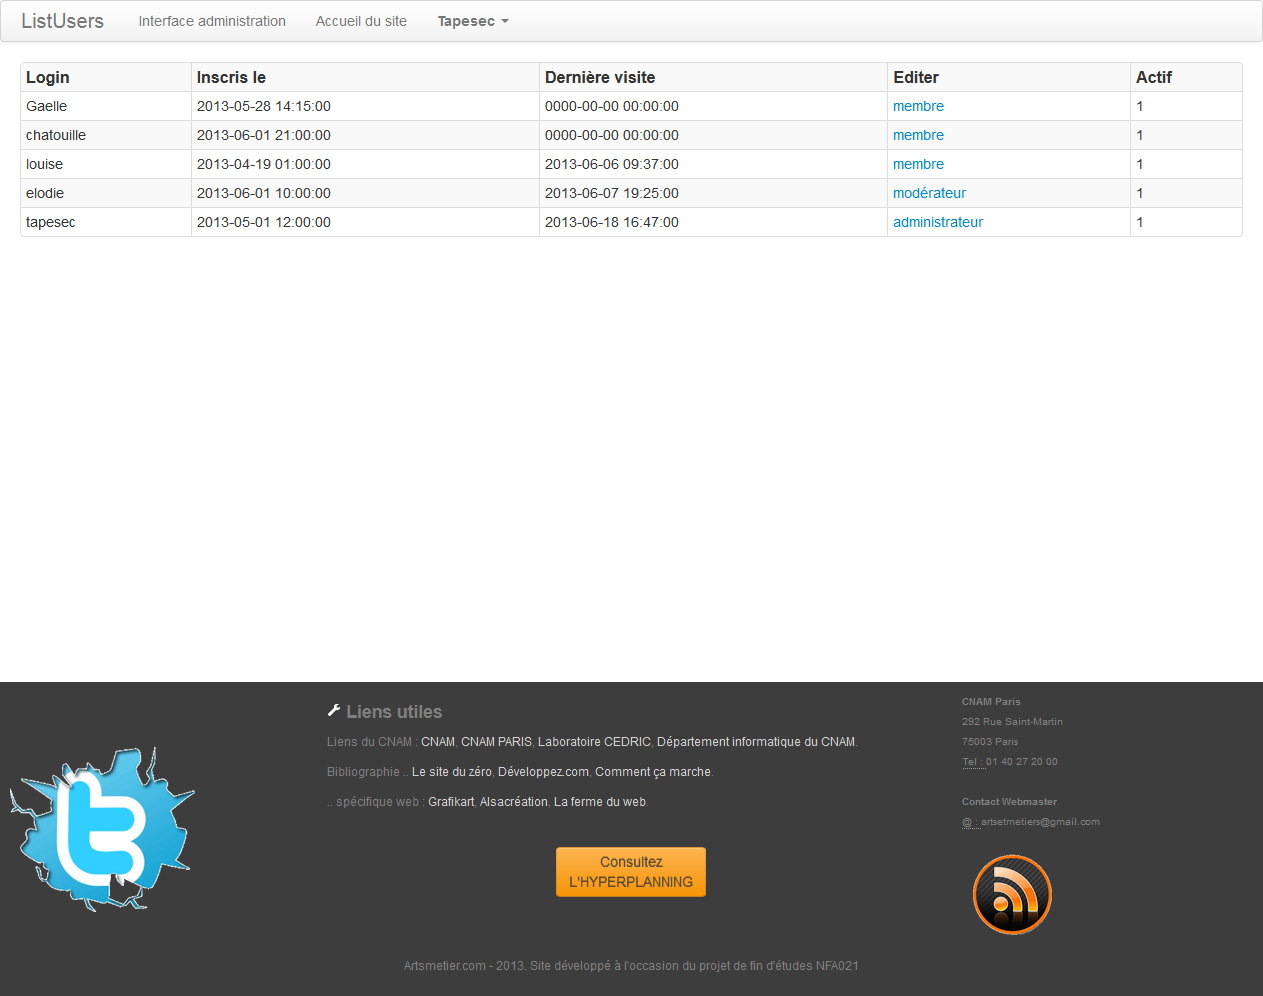 ListUsers Interface administration Accueil du site Tapesec
Login Inscris le Dernière visite Editer Actif
Gaelle 2013-05-28 14:15:00 0000-00-00 00:00:00 membre 1
chatouille 2013-06-01 21:00:00 0000-00-00 00:00:00 membre 1
louise 2013-04-19 01:00:00 2013-06-06 09:37:00 membre 1
elodie 2013-06-01 10:00:00 2013-06-07 19:25:00 modérateur 1
tapesec 2013-05-01 12:00:00 2013-06-18 16:47:00 administrateur 1
Liens utiles
Liens du CNAM : CNAM, CNAM PARIS, Laboratoire CEDRIC, Département informatique du CNAM.
Bibliographie .. Le site du zéro, Développez.com, Comment ça marche.
.. spécifique web : Grafikart, Alsacréation, La ferme du web.
Consultez
L'HYPERPLANNING
CNAM Paris
292 Rue Saint-Martin
75003 Paris
Tel : 01 40 27 20 00
Contact Webmaster
@ : artsetmetiers@gmail.com
Artsmetier.com - 2013. Site développé à l'occasion du projet de fin d'études NFA021